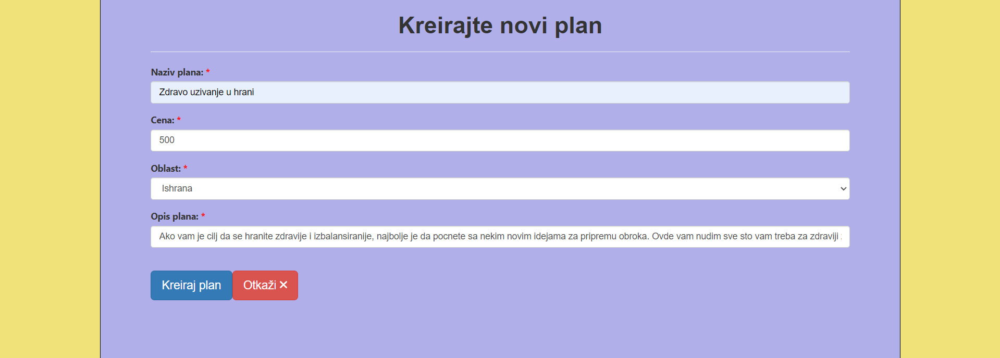 Kreirajte novi plan
Naziv plana: *
Zdravo uzivanje u hrani
Cena: *
500
Oblast: *
Ishrana
Opis plana: *
Ako vam je cilj da se hranite zdravije i izbalansiranije, najbolje je da pocnete sa nekim novim idejama za pripremu obroka. Ovde vam nudim sve sto vam treba za zdraviji
Kreiraj plan
Otkaži ×